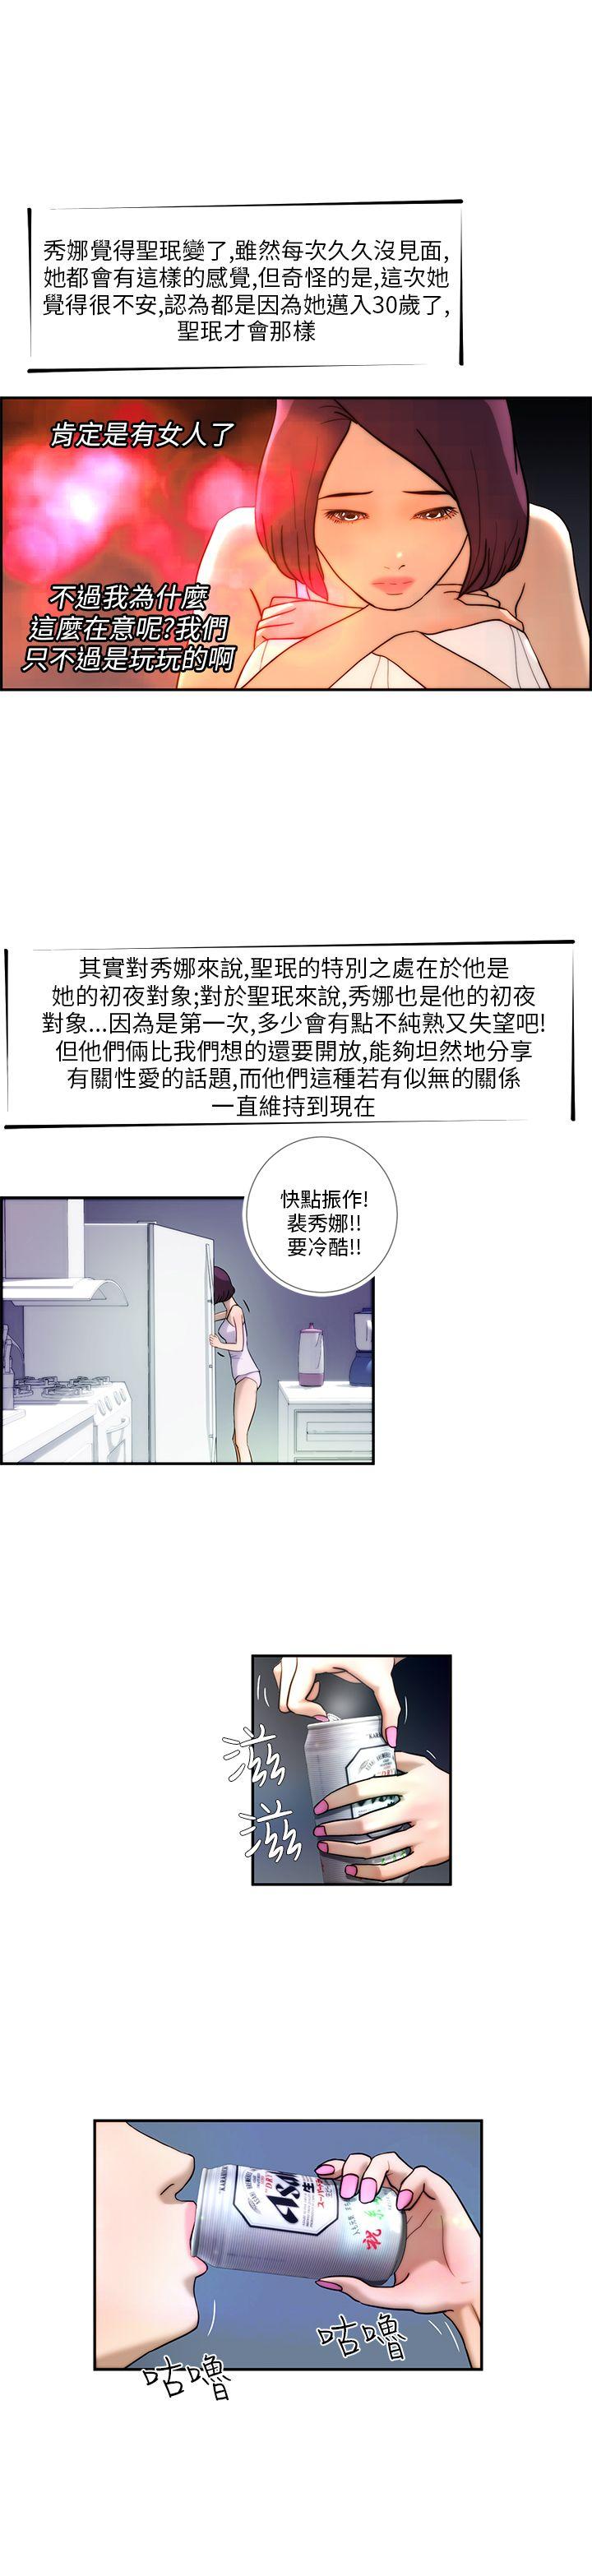 秀娜覺得聖珉變了,雖然每次久久沒見面,
她都會有這樣的感覺,但奇怪的是,這次她
覺得很不安,認為都是因為她邁入30歲了,
聖珉才會那樣
肯定是有女人了
不過我為什麼
這麼在意呢?我們
只不過是玩玩的啊
其實對秀娜來說,聖珉的特別之處在於他是
她的初夜對象;對於聖珉來說,秀娜也是他的初夜
對象...因為是第一次,多少會有點不純熟又失望吧!
但他們倆比我們想的還要開放,能夠坦然地分享
有關性愛的話題,而他們這種若有似無的關係
一直維持到現在
快點振作!
裴秀娜!!
要冷酷!!
滋
滋
ASAHI
生
祝
咕嚕
咕嚕